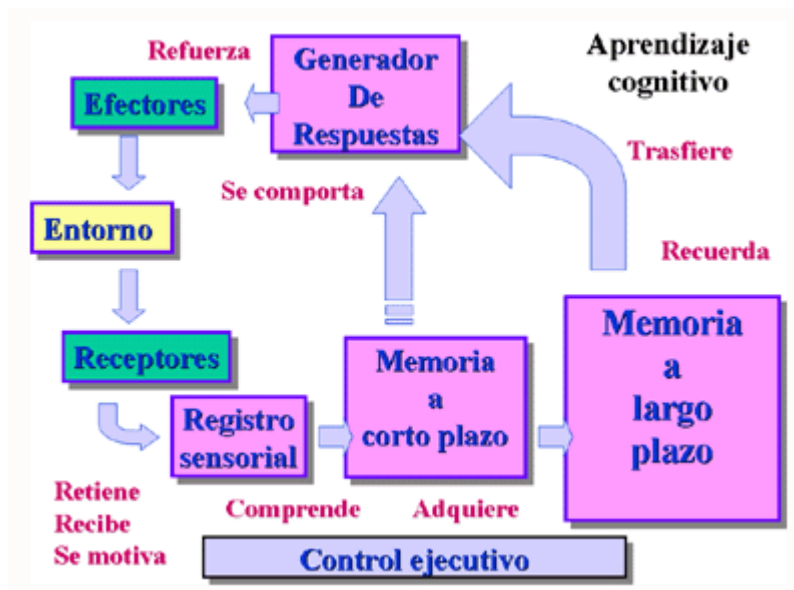 Aprendizaje
cognitivo
Refuerza
Generador
De
Respuestas
Efectores
Trasfiere
Se comporta
Entorno
Recuerda
Receptores
Memoria
a
corto plazo
Memoria
a
largo
plazo
Registro
sensorial
Retiene
Recibe
Se motiva
Comprende
Adquiere
Control ejecutivo